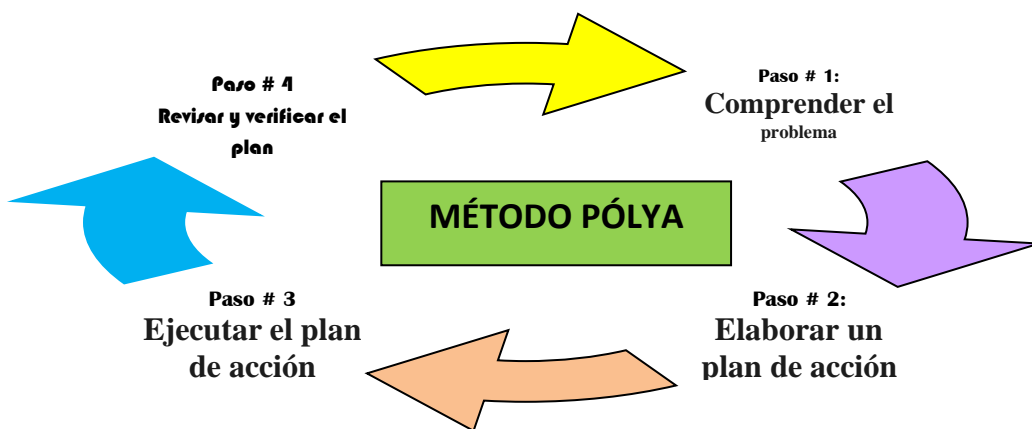 Paso # 4
Revisar y verificar el
plan
Paso # 1:
Comprender el
problema
MÉTODO PÓLYA
Paso # 3
Ejecutar el plan
de acción
Paso # 2:
Elaborar un
plan de acción